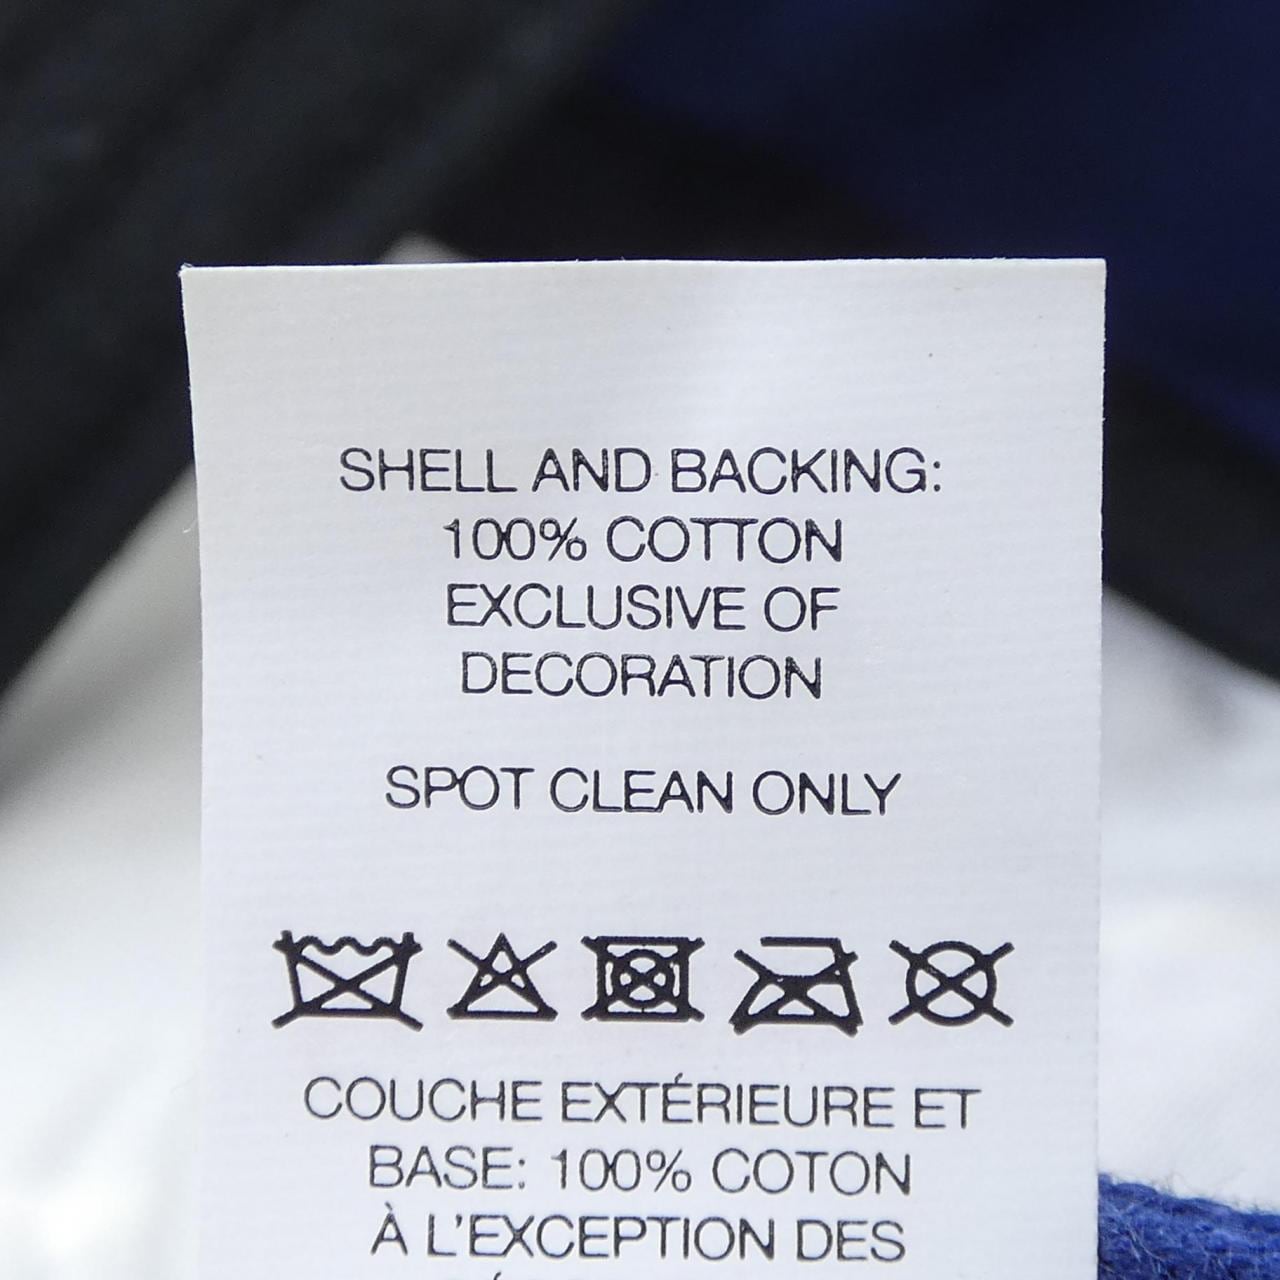 SHELL AND BACKING:
100% COTTON
EXCLUSIVE OF
DECORATION
SPOT CLEAN ONLY
COUCHE EXTÉRIEURE ET
BASE: 100% COTON
À L'EXCEPTION DES